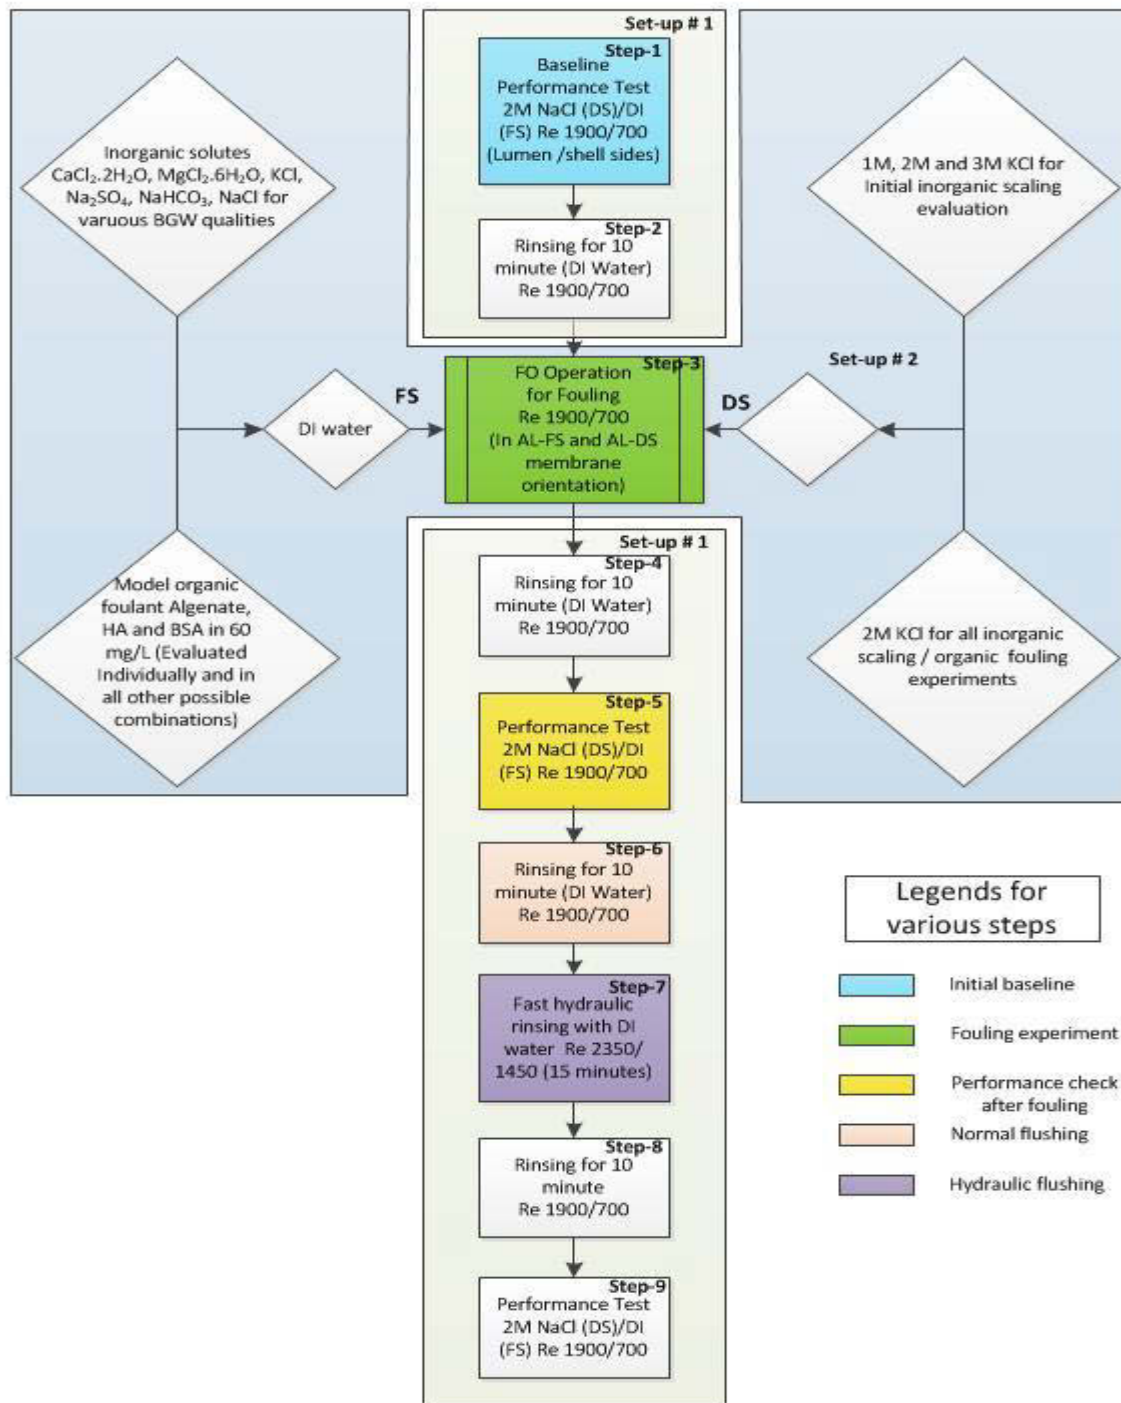 Set-up # 1
Step-1
Baseline
Performance Test
2M NaCl (DS)/DI
(FS) Re 1900/700
(Lumen /shell sides)
Step-2
Rinsing for 10
minute (DI Water)
Re 1900/700
Inorganic solutes
CaCl₂.2H₂O, MgCl₂.6H₂O, KCl,
Na₂SO₄, NaHCO₃, NaCl for
varuous BGW qualities
1M, 2M and 3M KCl for
Initial inorganic scaling
evaluation
Set-up # 2
Step-3
FO Operation
for Fouling
Re 1900/700
(In AL-FS and AL-DS
membrane
orientation)
FS
DI water
DS
Model organic
foulant Algenate,
HA and BSA in 60
mg/L (Evaluated
Individually and in
all other possible
combinations)
2M KCl for all inorganic
scaling / organic fouling
experiments
Set-up # 1
Step-4
Rinsing for 10
minute (DI Water)
Re 1900/700
Step-5
Performance Test
2M NaCl (DS)/DI
(FS) Re 1900/700
Step-6
Rinsing for 10
minute (DI Water)
Re 1900/700
Step-7
Fast hydraulic
rinsing with DI
water Re 2350/
1450 (15 minutes)
Step-8
Rinsing for 10
minute
Re 1900/700
Step-9
Performance Test
2M NaCl (DS)/DI
(FS) Re 1900/700
Legends for
various steps
Initial baseline
Fouling experiment
Performance check
after fouling
Normal flushing
Hydraulic flushing